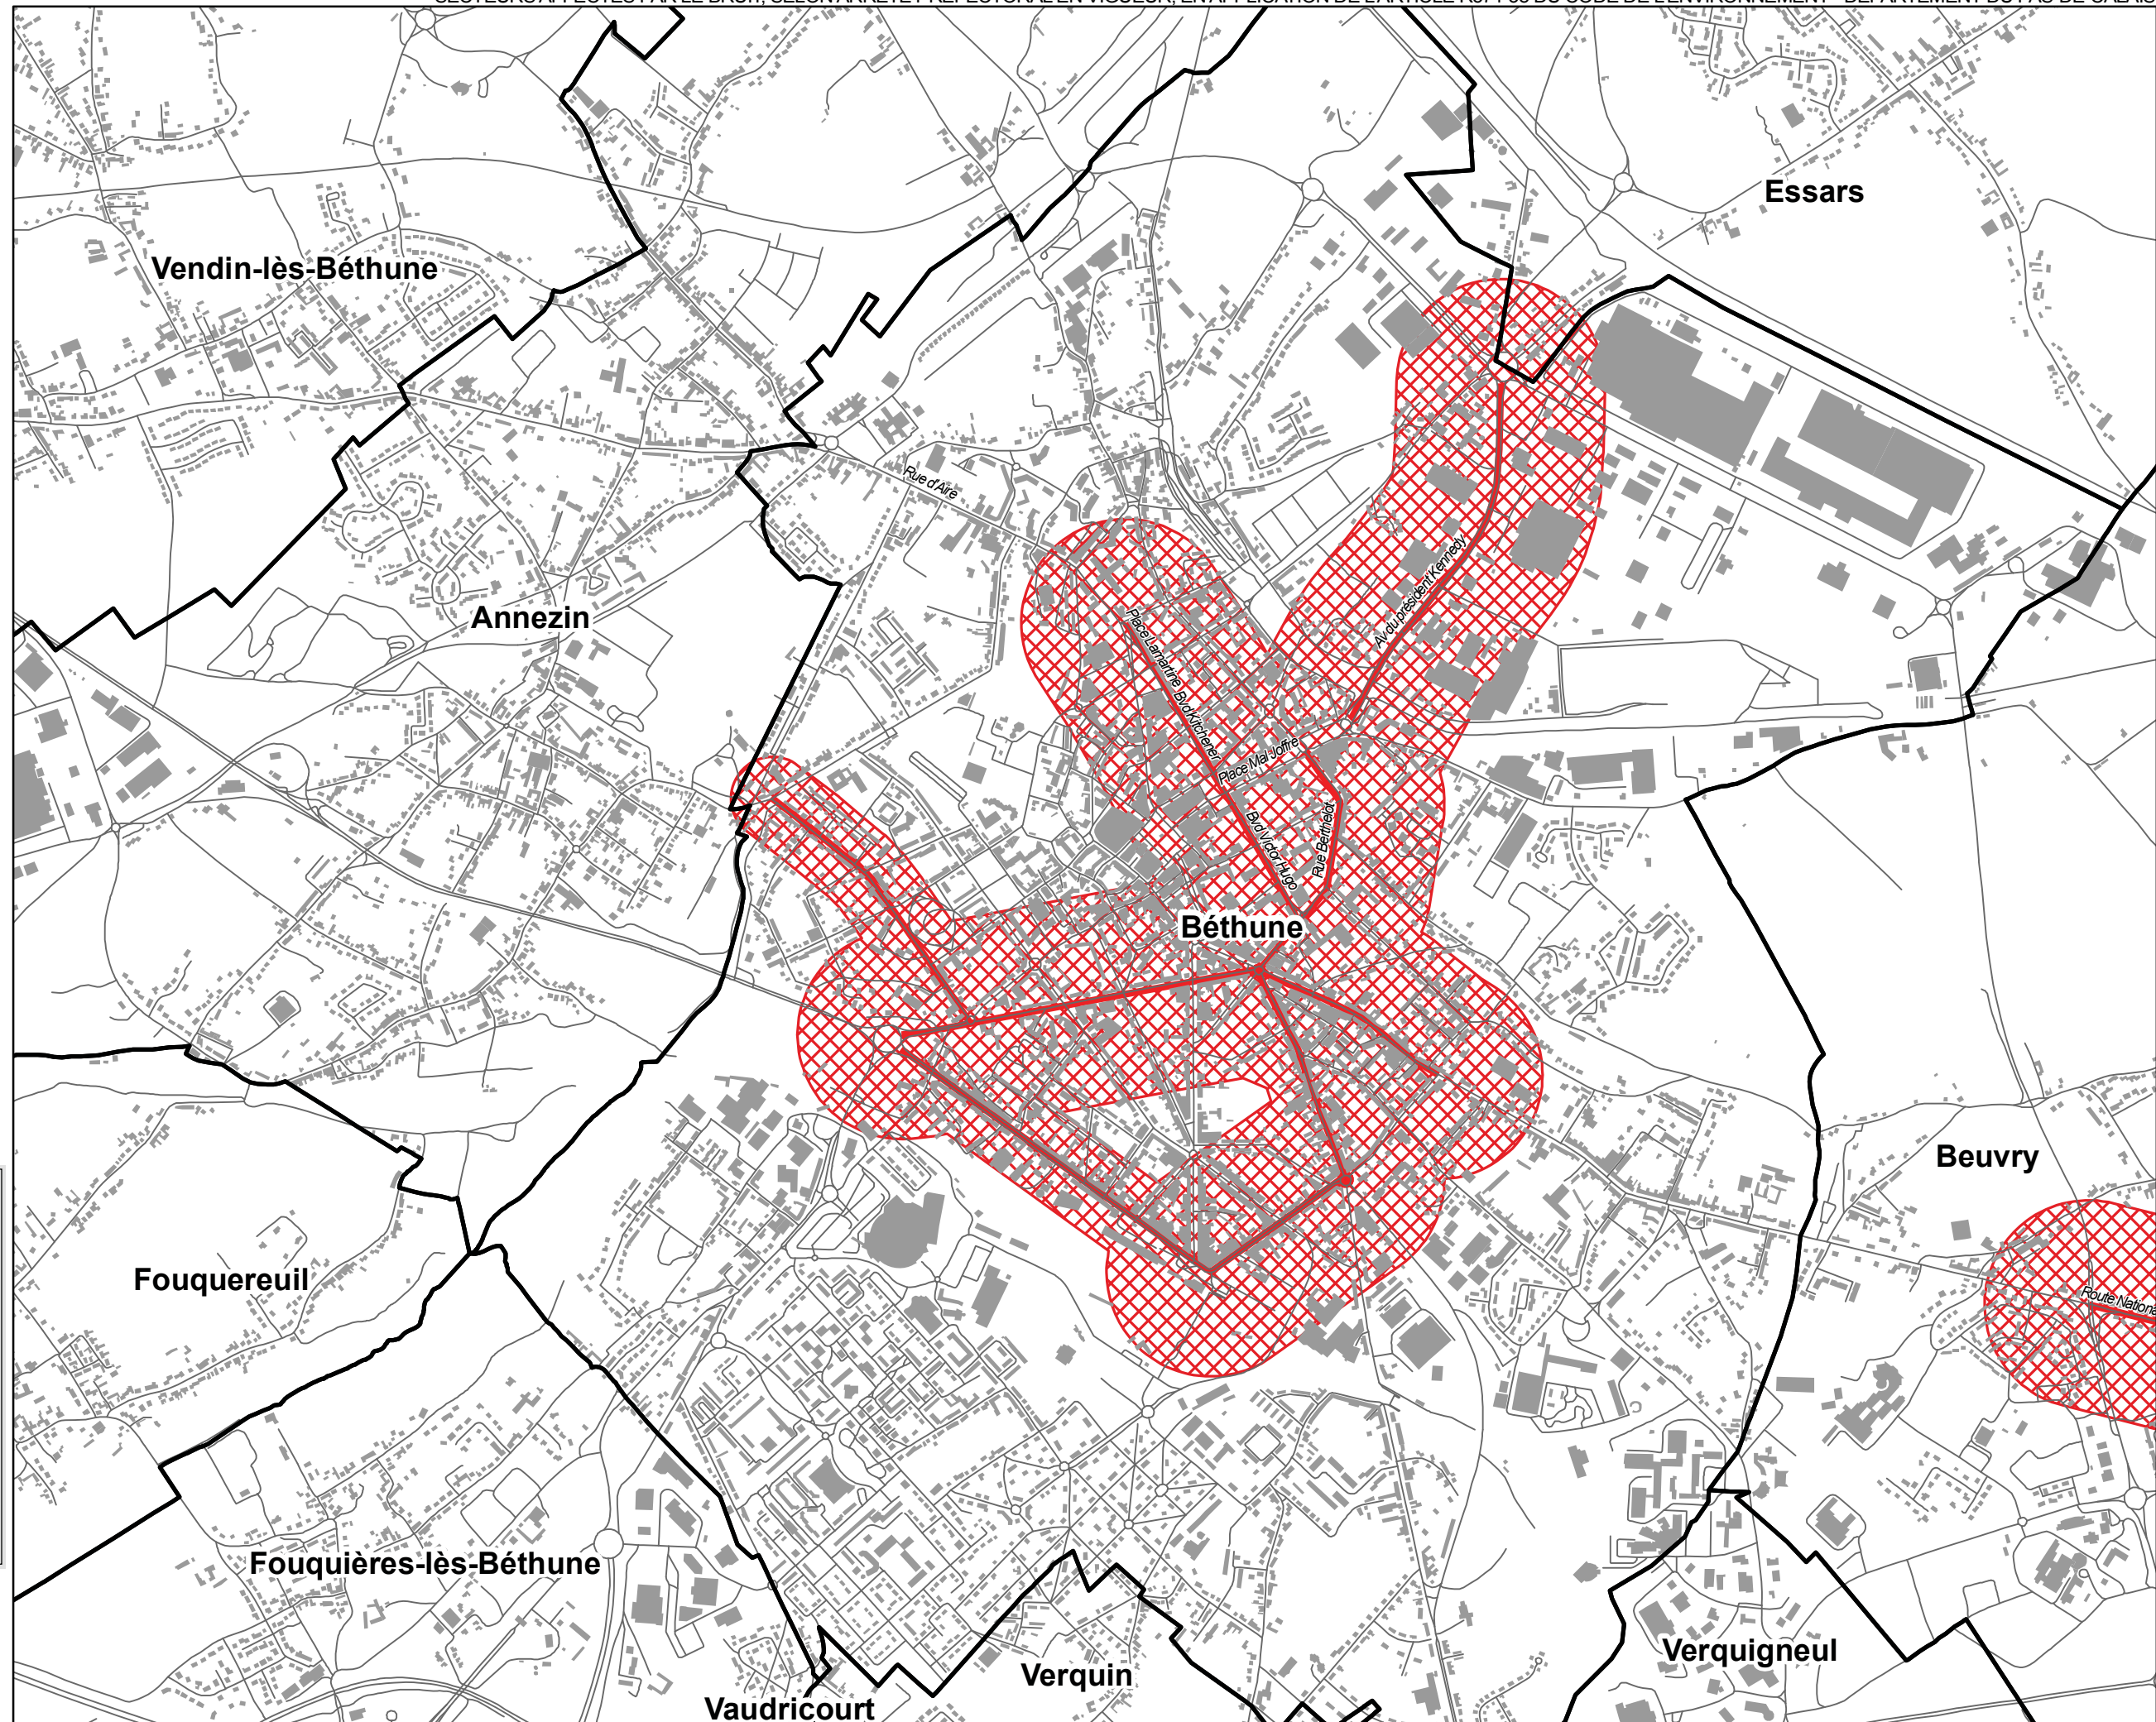 Essars
Vendin-lès-Béthune
Rue d'Aire
Annezin
Av du président Kennedy
Place Lamartine
Bvd Kitchener
Place Mal Joffre
Bvd Victor Hugo
Rue Berthelot
Béthune
Beuvry
Fouquereuil
Fouquières-lès-Béthune
Verquigneul
Verquin
Vaudricourt